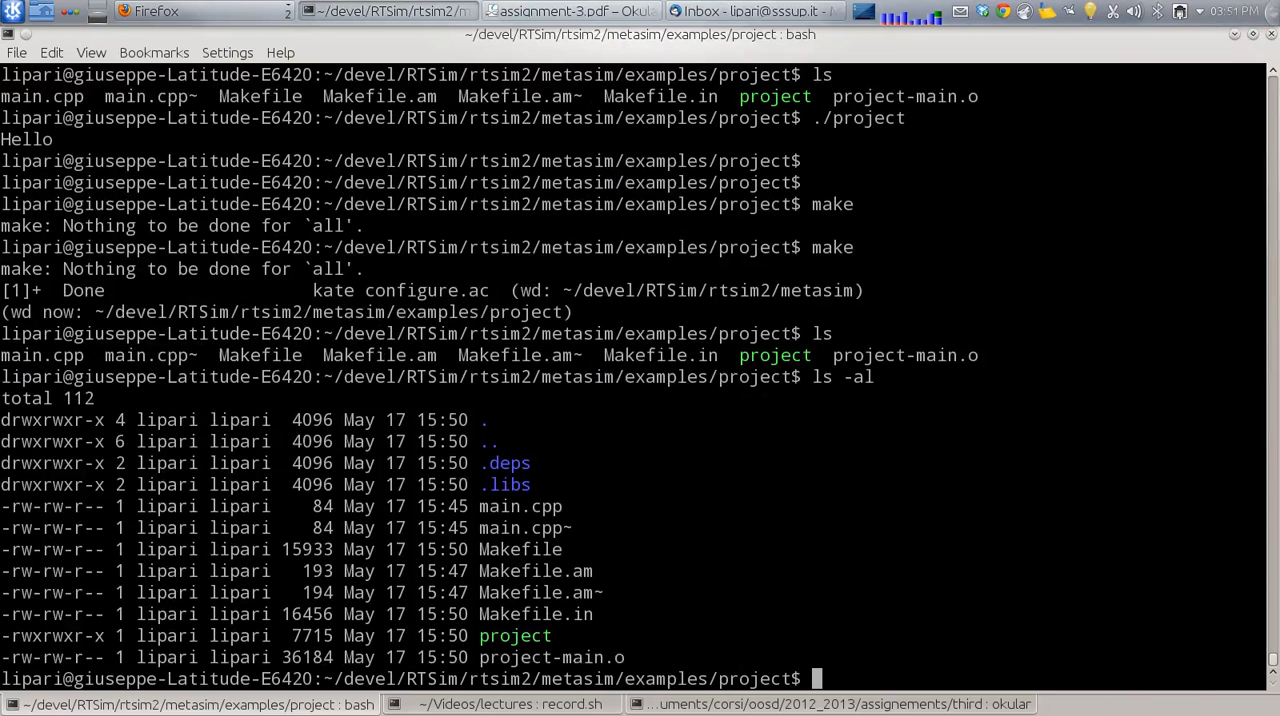 Firefox
2
~/devel/RTSim/rtsim2/m
assignment-3.pdf – Okul
Inbox - lipari@sssup.it -
03:51 PM
~/devel/RTSim/rtsim2/metasim/examples/project : bash
File Edit View Bookmarks Settings Help
lipari@giuseppe-Latitude-E6420:~/devel/RTSim/rtsim2/metasim/examples/project$ ls
main.cpp main.cpp~ Makefile Makefile.am Makefile.am~ Makefile.in project project-main.o
lipari@giuseppe-Latitude-E6420:~/devel/RTSim/rtsim2/metasim/examples/project$ ./project
Hello
lipari@giuseppe-Latitude-E6420:~/devel/RTSim/rtsim2/metasim/examples/project$
lipari@giuseppe-Latitude-E6420:~/devel/RTSim/rtsim2/metasim/examples/project$
lipari@giuseppe-Latitude-E6420:~/devel/RTSim/rtsim2/metasim/examples/project$ make
make: Nothing to be done for `all'.
lipari@giuseppe-Latitude-E6420:~/devel/RTSim/rtsim2/metasim/examples/project$ make
make: Nothing to be done for `all'.
[1]+ Done kate configure.ac (wd: ~/devel/RTSim/rtsim2/metasim)
(wd now: ~/devel/RTSim/rtsim2/metasim/examples/project)
lipari@giuseppe-Latitude-E6420:~/devel/RTSim/rtsim2/metasim/examples/project$ ls
main.cpp main.cpp~ Makefile Makefile.am Makefile.am~ Makefile.in project project-main.o
lipari@giuseppe-Latitude-E6420:~/devel/RTSim/rtsim2/metasim/examples/project$ ls -al
total 112
drwxrwxr-x 4 lipari lipari 4096 May 17 15:50 .
drwxrwxr-x 6 lipari lipari 4096 May 17 15:50 ..
drwxrwxr-x 2 lipari lipari 4096 May 17 15:50 .deps
drwxrwxr-x 2 lipari lipari 4096 May 17 15:50 .libs
-rw-rw-r-- 1 lipari lipari 84 May 17 15:45 main.cpp
-rw-rw-r-- 1 lipari lipari 84 May 17 15:45 main.cpp~
-rw-rw-r-- 1 lipari lipari 15933 May 17 15:50 Makefile
-rw-rw-r-- 1 lipari lipari 193 May 17 15:47 Makefile.am
-rw-rw-r-- 1 lipari lipari 194 May 17 15:47 Makefile.am~
-rw-rw-r-- 1 lipari lipari 16456 May 17 15:50 Makefile.in
-rwxrwxr-x 1 lipari lipari 7715 May 17 15:50 project
-rw-rw-r-- 1 lipari lipari 36184 May 17 15:50 project-main.o
lipari@giuseppe-Latitude-E6420:~/devel/RTSim/rtsim2/metasim/examples/project$
~/devel/RTSim/rtsim2/metasim/examples/project : bash
~/Videos/lectures : record.sh
...uments/corsi/oosd/2012_2013/assignements/third : okular